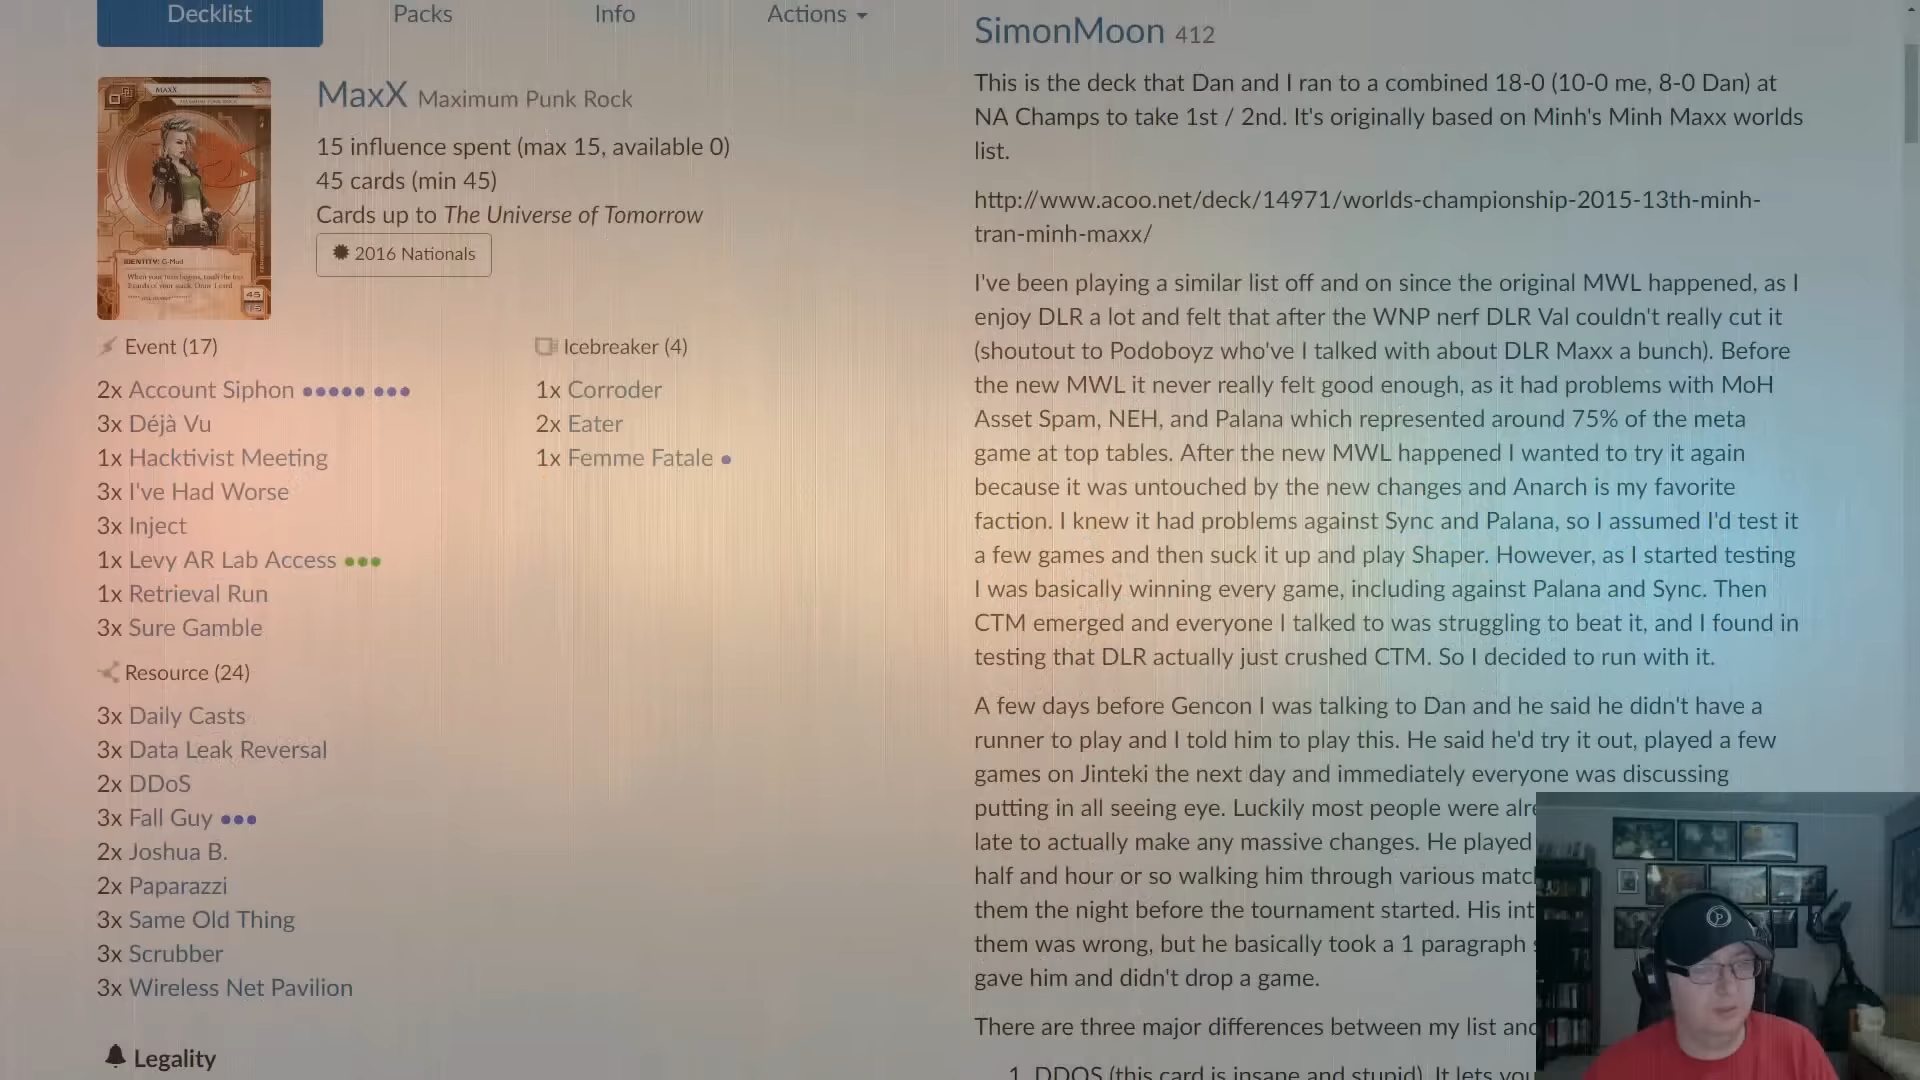 Decklist
Packs
Info
Actions
MAXX
MaxX Maximum Punk Rock
15 influence spent (max 15, available 0)
45 cards (min 45)
Cards up to The Universe of Tomorrow
2016 Nationals
IDENTITY: G-Mod
45
15
Event (17)
2x Account Siphon
3x Déjà Vu
1x Hacktivist Meeting
3x I've Had Worse
3x Inject
1x Levy AR Lab Access
1x Retrieval Run
3x Sure Gamble
Resource (24)
3x Daily Casts
3x Data Leak Reversal
2x DDoS
3x Fall Guy
2x Joshua B.
2x Paparazzi
3x Same Old Thing
3x Scrubber
3x Wireless Net Pavilion
Legality
Icebreaker (4)
1x Corroder
2x Eater
1x Femme Fatale
SimonMoon 412
This is the deck that Dan and I ran to a combined 18-0 (10-0 me, 8-0 Dan) at
NA Champs to take 1st / 2nd. It's originally based on Minh's Minh Maxx worlds
list.
http://www.acoo.net/deck/14971/worlds-championship-2015-13th-minh-
tran-minh-maxx/
I've been playing a similar list off and on since the original MWL happened, as I
enjoy DLR a lot and felt that after the WNP nerf DLR Val couldn't really cut it
(shoutout to Podoboyz who've I talked with about DLR Maxx a bunch). Before
the new MWL it never really felt good enough, as it had problems with MoH
Asset Spam, NEH, and Palana which represented around 75% of the meta
game at top tables. After the new MWL happened I wanted to try it again
because it was untouched by the new changes and Anarch is my favorite
faction. I knew it had problems against Sync and Palana, so I assumed I'd test it
a few games and then suck it up and play Shaper. However, as I started testing
I was basically winning every game, including against Palana and Sync. Then
CTM emerged and everyone I talked to was struggling to beat it, and I found in
testing that DLR actually just crushed CTM. So I decided to run with it.
A few days before Gencon I was talking to Dan and he said he didn't have a
runner to play and I told him to play this. He said he'd try it out, played a few
games on Jinteki the next day and immediately everyone was discussing
putting in all seeing eye. Luckily most people were alre
late to actually make any massive changes. He played
half and hour or so walking him through various matc
them the night before the tournament started. His int
them was wrong, but he basically took a 1 paragraph
gave him and didn't drop a game.
There are three major differences between my list and
1. DDOS (this card is insane and stupid). It lets you